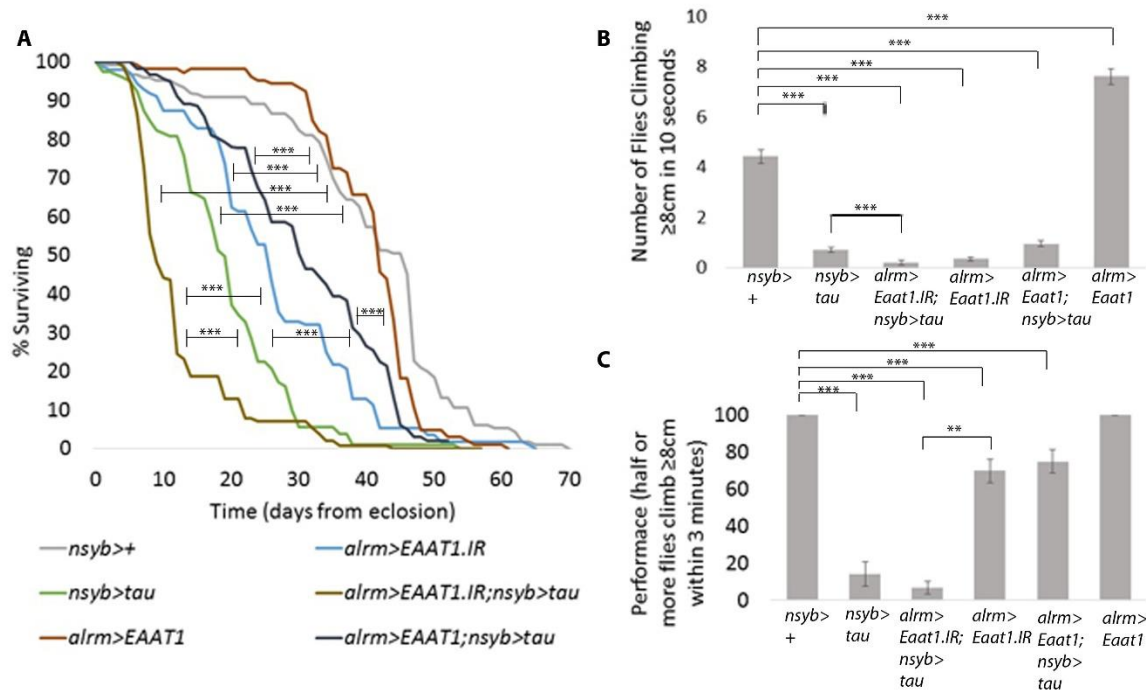 A
100
90
80
70
60
50
40
30
20
10
0
% Surviving
***
***
***
***
***
***
***
***
0 10 20 30 40 50 60 70
Time (days from eclosion)
nsyb>+
alrm>EAAT1.IR
nsyb>tau
alrm>EAAT1.IR;nsyb>tau
alrm>EAAT1
alrm>EAAT1;nsyb>tau
B
Number of Flies Climbing
≥8cm in 10 seconds
10
8
6
4
2
0
***
***
***
***
***
***
nsyb>
+
nsyb>
tau
alrm>
Eaat1.IR;
nsyb>tau
alrm>
Eaat1.IR
alrm>
Eaat1;
nsyb>tau
alrm>
Eaat1
C
Performace (half or
more flies climb ≥8cm
within 3 minutes)
100
80
60
40
20
0
***
***
***
***
**
nsyb>
+
nsyb>
tau
alrm>
Eaat1.IR;
nsyb>
tau
alrm>
Eaat1.IR
alrm>
Eaat1;
nsyb>
tau
alrm>
Eaat1